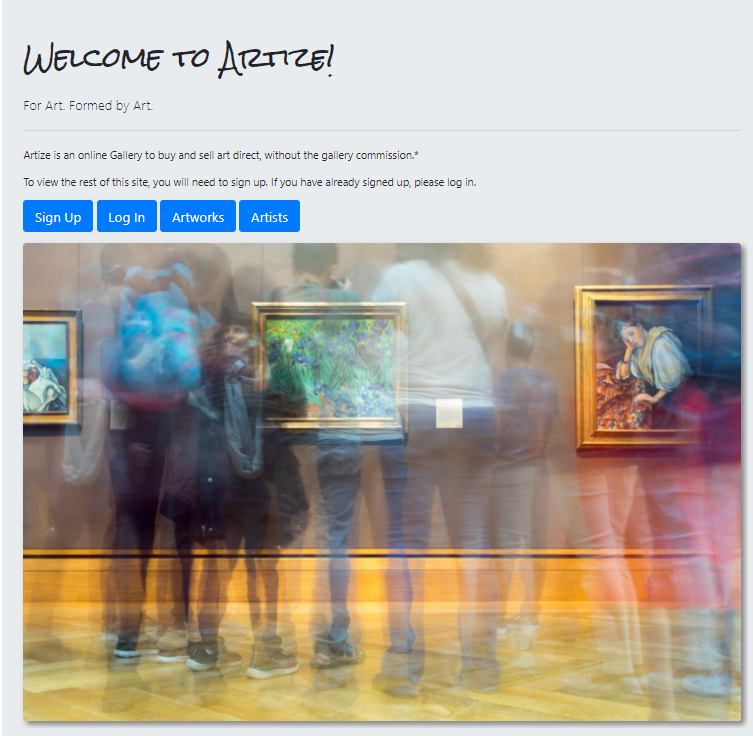 Welcome to Artize!
For Art. Formed by Art.
Artize is an online Gallery to buy and sell art direct, without the gallery commission.*
To view the rest of this site, you will need to sign up. If you have already signed up, please log in.
Sign Up Log In Artworks Artists